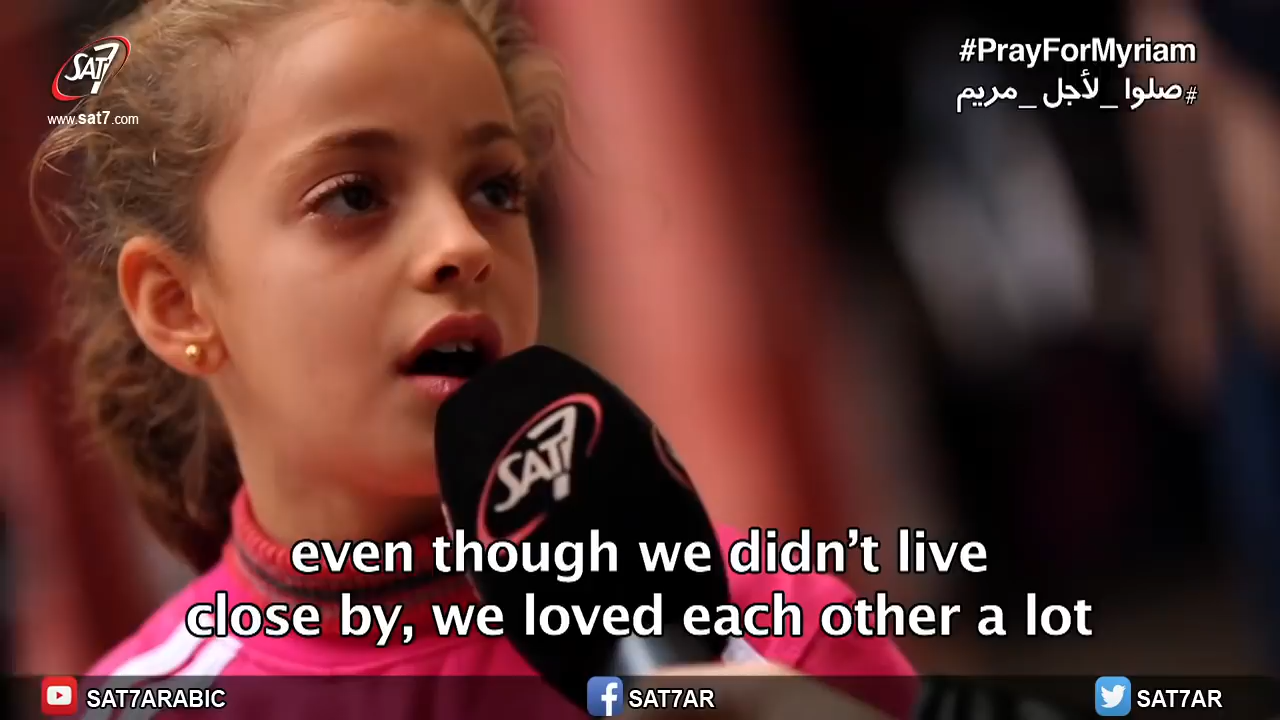 SAT7
www.sat7.com
#PrayForMyriam
#صلوا_لأجل_مريم
SAT7
even though we didn't live
close by, we loved each other a lot
SAT7ARABIC
SAT7AR
SAT7AR